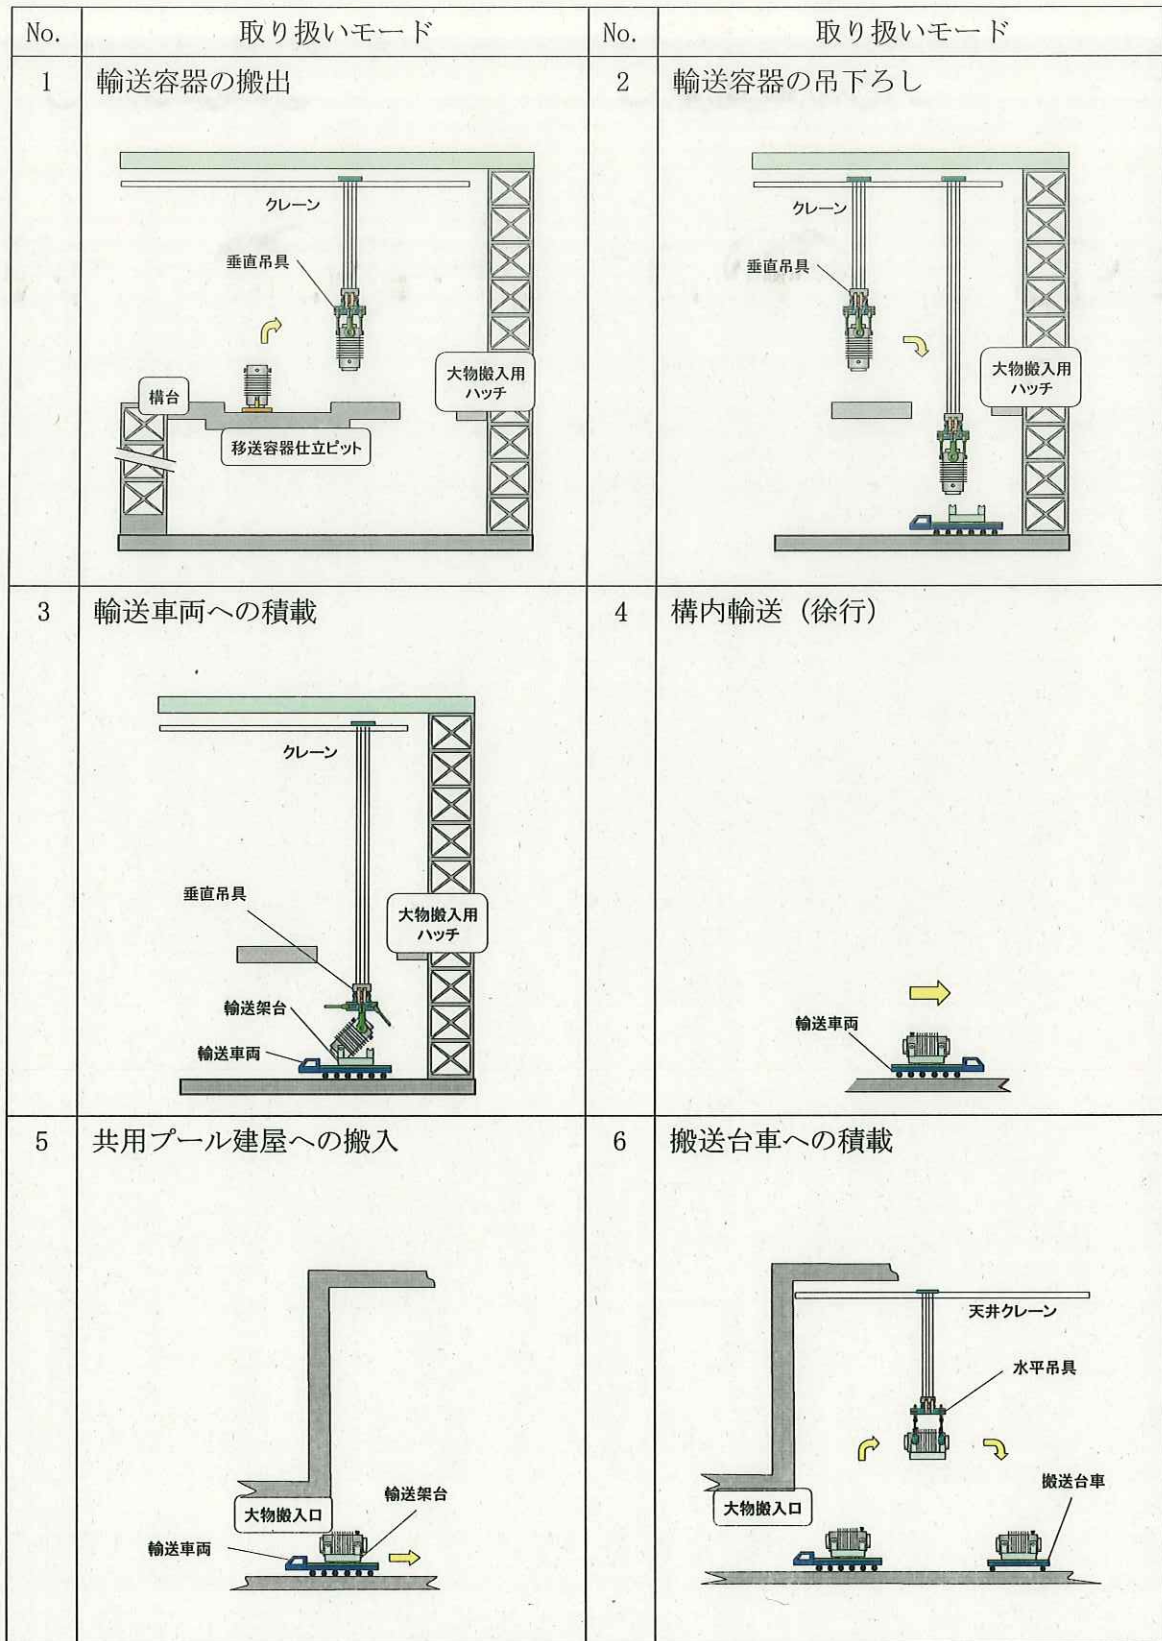 No. 取り扱いモード No. 取り扱いモード
1 輸送容器の搬出
クレーン
垂直吊具
大物搬入用
ハッチ
構台
移送容器仕立ピット
2 輸送容器の吊下ろし
クレーン
垂直吊具
大物搬入用
ハッチ
3 輸送車両への積載
クレーン
垂直吊具
大物搬入用
ハッチ
輸送架台
輸送車両
4 構内輸送（徐行）
輸送車両
5 共用プール建屋への搬入
輸送架台
大物搬入口
輸送車両
6 搬送台車への積載
天井クレーン
水平吊具
搬送台車
大物搬入口